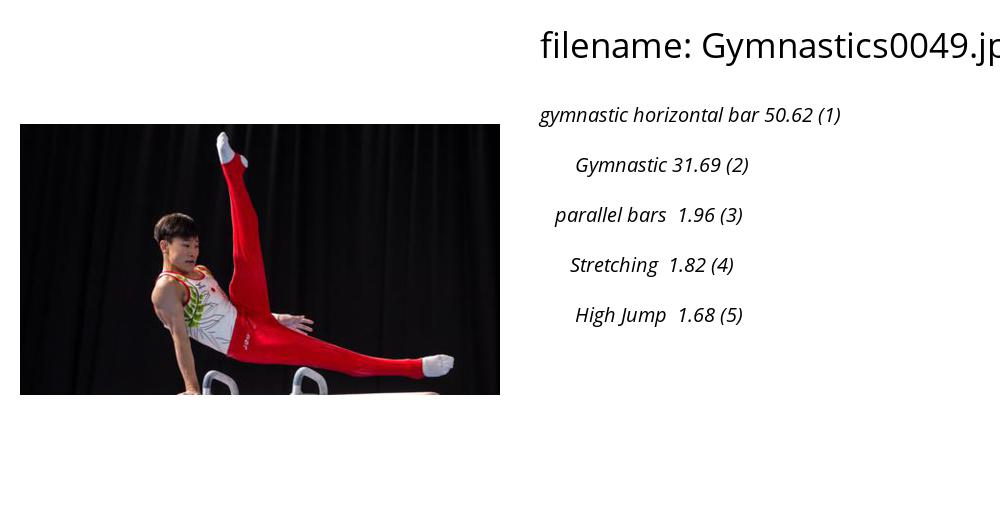 filename: Gymnastics0049.jp
gymnastic horizontal bar 50.62 (1)
Gymnastic 31.69 (2)
parallel bars 1.96 (3)
Stretching 1.82 (4)
High Jump 1.68 (5)